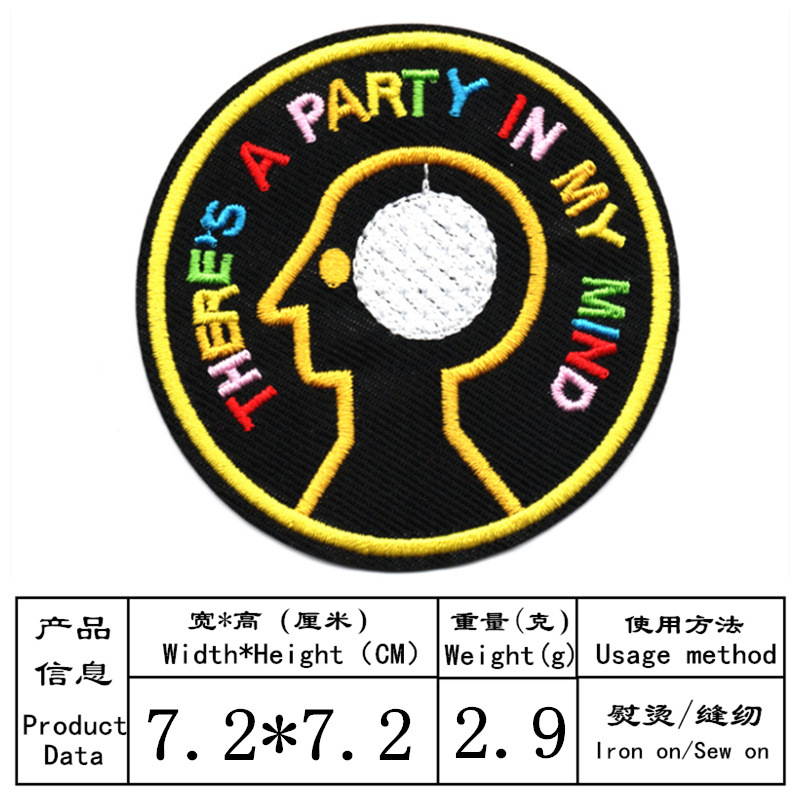 THERE'S A PARTY IN MY MIND
产品
信息
Product
Data
宽*高 (厘米)
Width*Height (CM)
7.2*7.2
重量(克)
Weight(g)
2.9
使用方法
Usage method
熨烫/缝纫
Iron on/Sew on